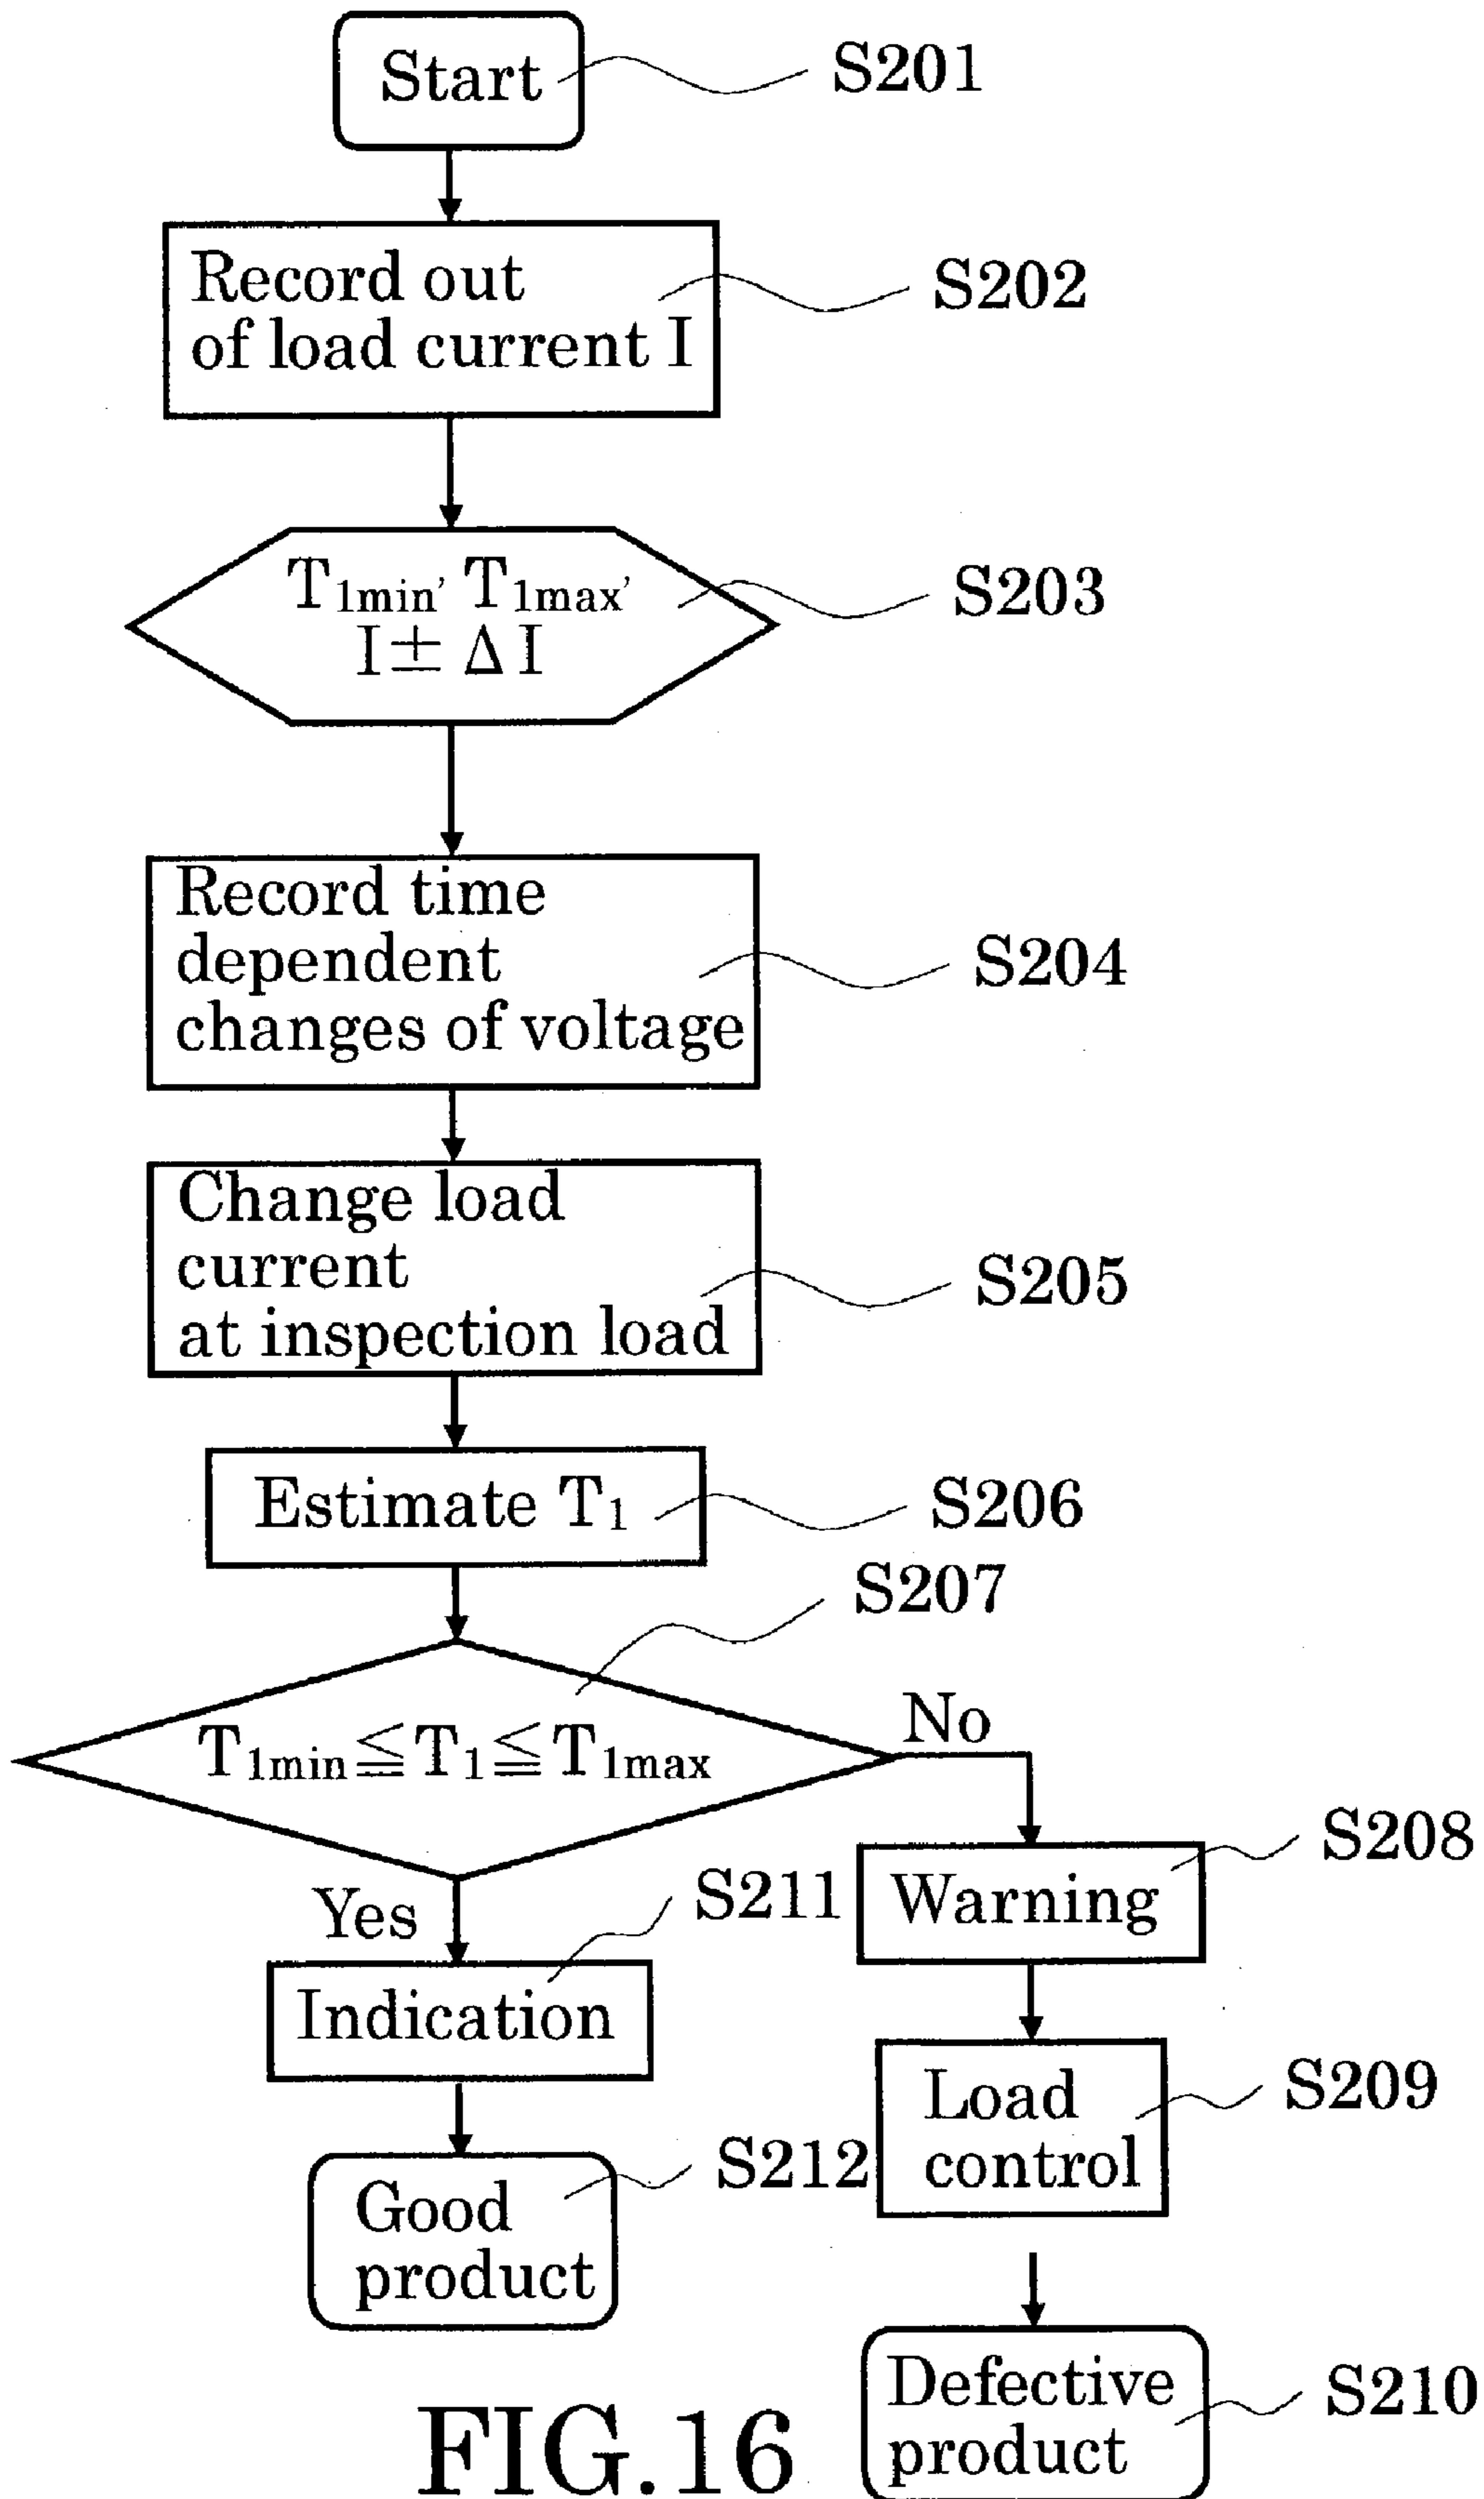 Start
S201
Record out
of load current I
S202
T1min' T1max'
I ± Δ I
S203
Record time
dependent
changes of voltage
S204
Change load
current
at inspection load
S205
Estimate T1
S206
S207
T1min ≦ T1 ≦ T1max
No
Yes
S208
Warning
S211
Indication
Load
control
S209
S212
Good
product
Defective
product
S210
FIG.16